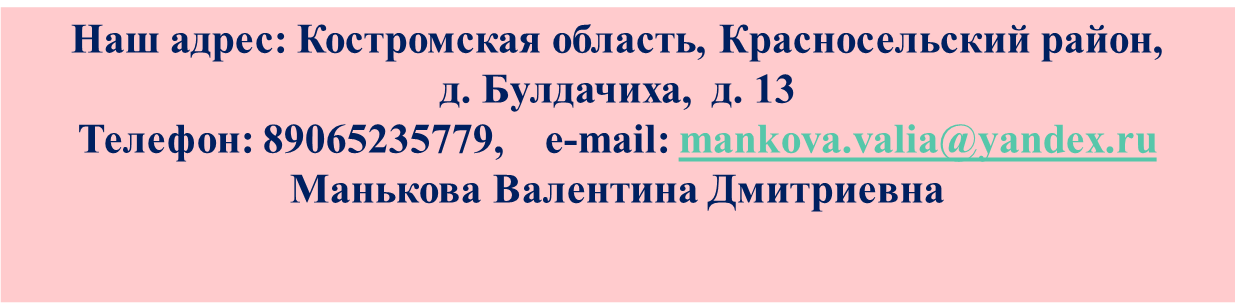 Наш адрес: Костромская область, Красносельский район,
д. Булдачиха, д. 13
Телефон: 89065235779, e-mail: mankova.valia@yandex.ru
Манькова Валентина Дмитриевна